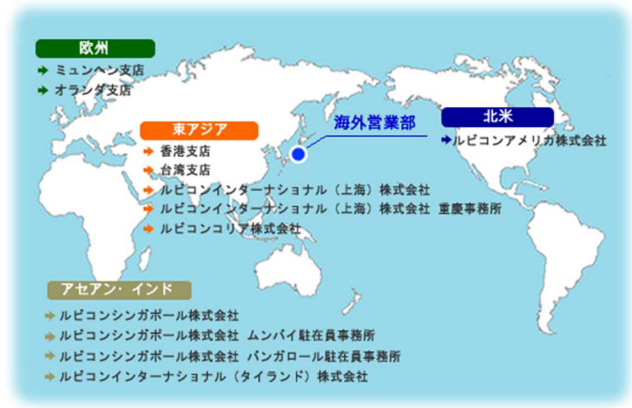 欧州
ミュンヘン支店
オランダ支店
東アジア
香港支店
台湾支店
ルビコンインターナショナル（上海）株式会社
ルビコンインターナショナル（上海）株式会社 重慶事務所
ルビコンコリア株式会社
海外営業部
北米
ルビコンアメリカ株式会社
アセアン・インド
ルビコンシンガポール株式会社
ルビコンシンガポール株式会社 ムンバイ駐在員事務所
ルビコンシンガポール株式会社 バンガロール駐在員事務所
ルビコンインターナショナル（タイランド）株式会社